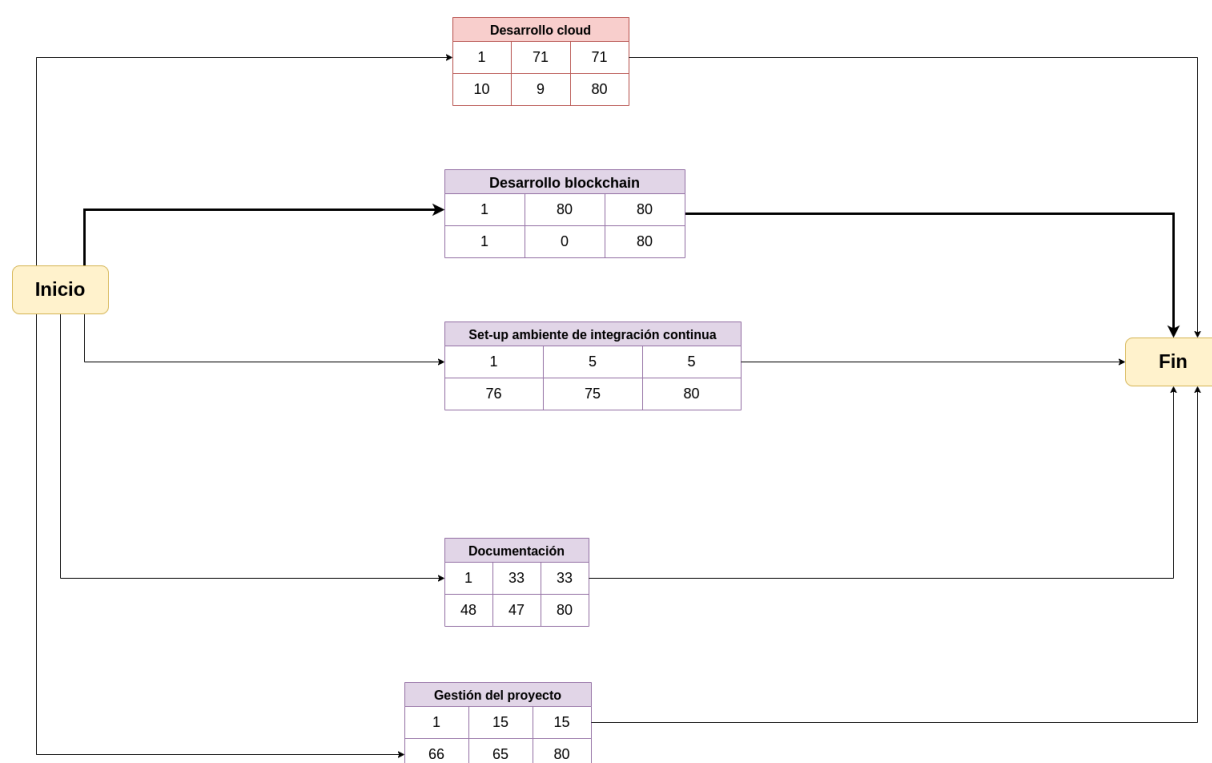 Desarrollo cloud
1 71 71
10 9 80
Desarrollo blockchain
1 80 80
1 0 80
Inicio
Set-up ambiente de integración continua
1 5 5
76 75 80
Fin
Documentación
1 33 33
48 47 80
Gestión del proyecto
1 15 15
66 65 80